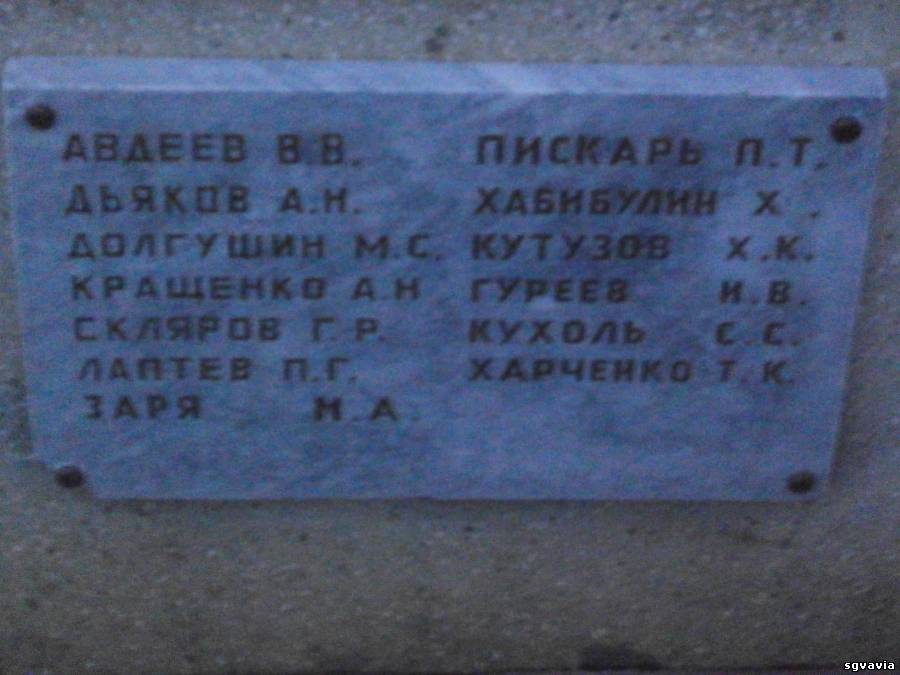 АВДЕЕВ В.В. ПИСКАРЬ П.Т.
ДЬЯКОВ А.Н. ХАБИБУЛИН Х .
ДОЛГУШИН М.С. КУТУЗОВ Х.К.
КРАЩЕНКО А.Н ГУРЕЕВ И.В.
СКЛЯРОВ Г.Р. КУХОЛЬ С.С.
ЛАПТЕВ П.Г. ХАРЧЕНКО Т.К.
ЗАРЯ М.А.
sgvavia